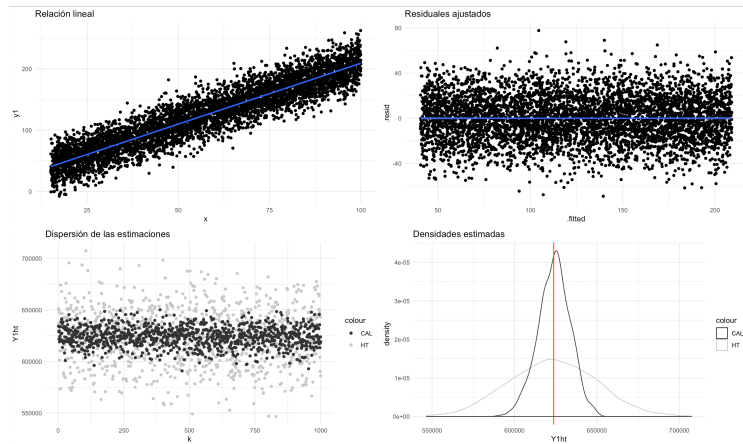 Relación lineal
200
100
0
y1
25
50
75
100
x
Residuales ajustados
80
40
0
-40
.resid
50
100
150
200
.fitted
Dispersión de las estimaciones
700000
650000
600000
550000
Y1ht
0
250
500
750
1000
k
colour
CAL
HT
Densidades estimadas
4e-05
3e-05
2e-05
1e-05
0e+00
density
550000
600000
650000
700000
Y1ht
colour
CAL
HT